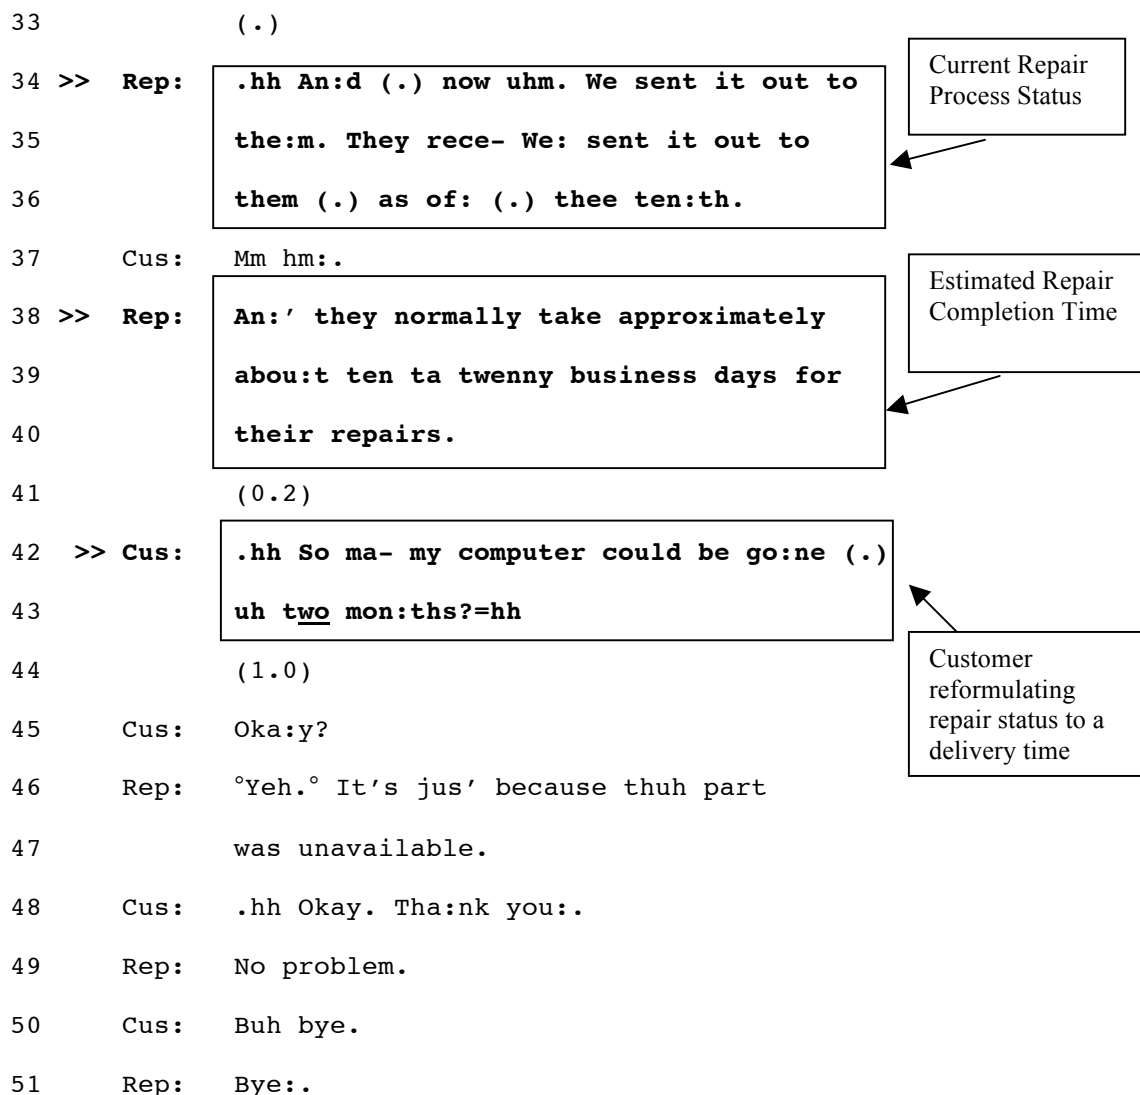 33 (.)
34 >> Rep: .hh An:d (.) now uhm. We sent it out to
35 the:m. They rece- We: sent it out to
36 them (.) as of: (.) thee ten:th.
Current Repair
Process Status
37 Cus: Mm hm:.
38 >> Rep: An:' they normally take approximately
39 abou:t ten ta twenny business days for
40 their repairs.
Estimated Repair
Completion Time
41 (0.2)
42 >> Cus: .hh So ma- my computer could be go:ne (.)
43 uh two mon:ths?=hh
44 (1.0)
Customer
reformulating
repair status to a
delivery time
45 Cus: Oka:y?
46 Rep: °Yeh.° It's jus' because thuh part
47 was unavailable.
48 Cus: .hh Okay. Tha:nk you:.
49 Rep: No problem.
50 Cus: Buh bye.
51 Rep: Bye:.